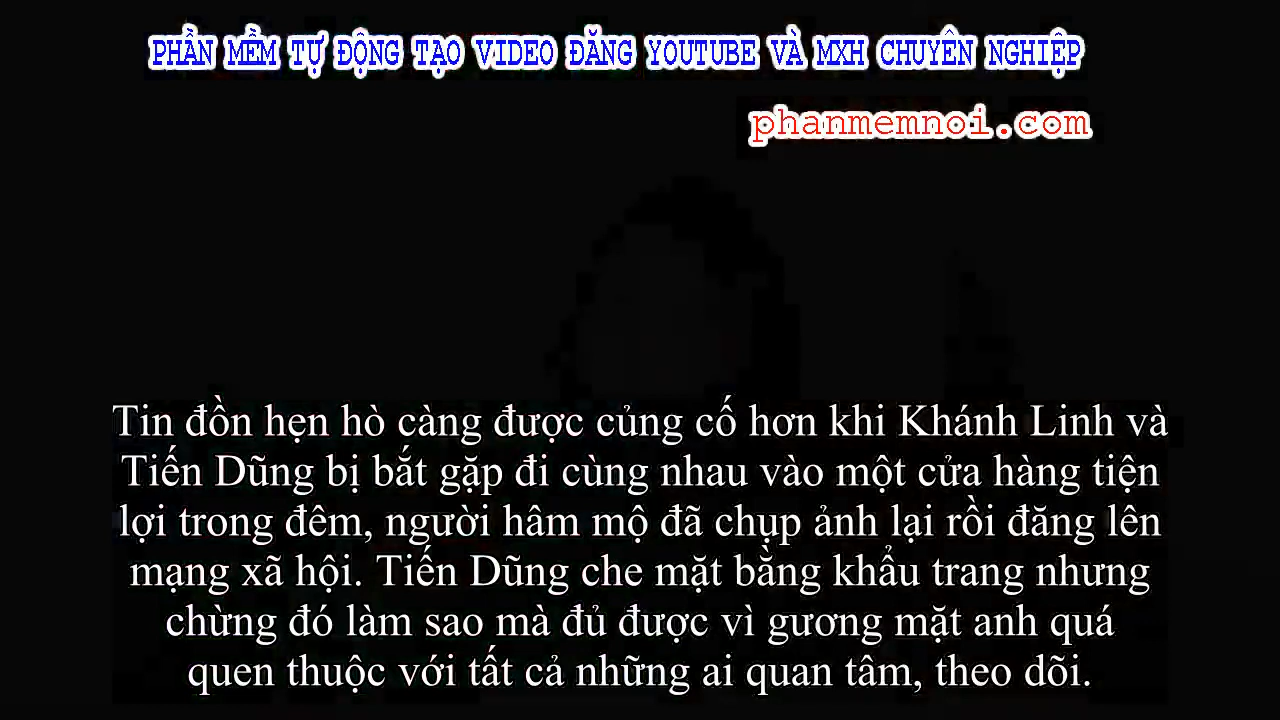 PHẦN MỀM TỰ ĐỘNG TẠO VIDEO ĐĂNG YOUTUBE VÀ MXH CHUYÊN NGHIỆP
phanmemnoi.com
Tin đồn hẹn hò càng được củng cố hơn khi Khánh Linh và
Tiến Dũng bị bắt gặp đi cùng nhau vào một cửa hàng tiện
lợi trong đêm, người hâm mộ đã chụp ảnh lại rồi đăng lên
mạng xã hội. Tiến Dũng che mặt bằng khẩu trang nhưng
chừng đó làm sao mà đủ được vì gương mặt anh quá
quen thuộc với tất cả những ai quan tâm, theo dõi.